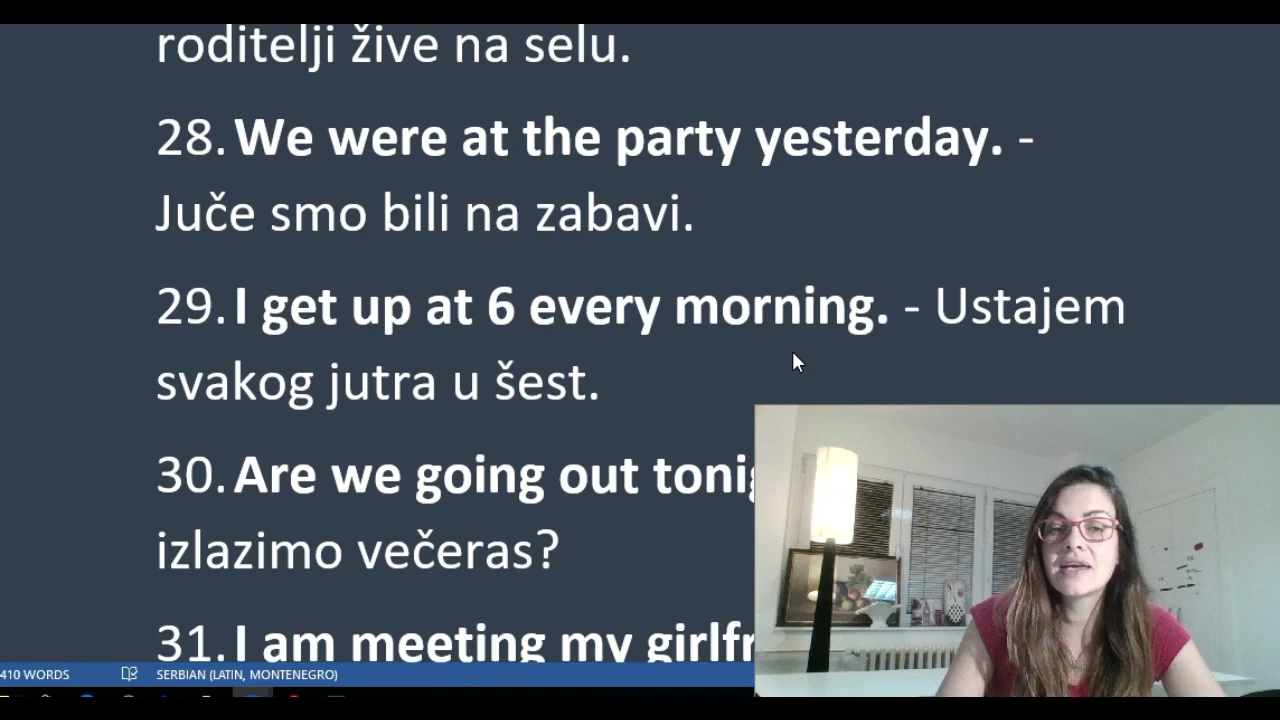 roditelji žive na selu.
28. We were at the party yesterday. -
Juče smo bili na zabavi.
29. I get up at 6 every morning. - Ustajem
svakog jutra u šest.
30. Are we going out
izlazimo večeras?
31. I am meeting my
410 WORDS SERBIAN (LATIN, MONTENEGRO)